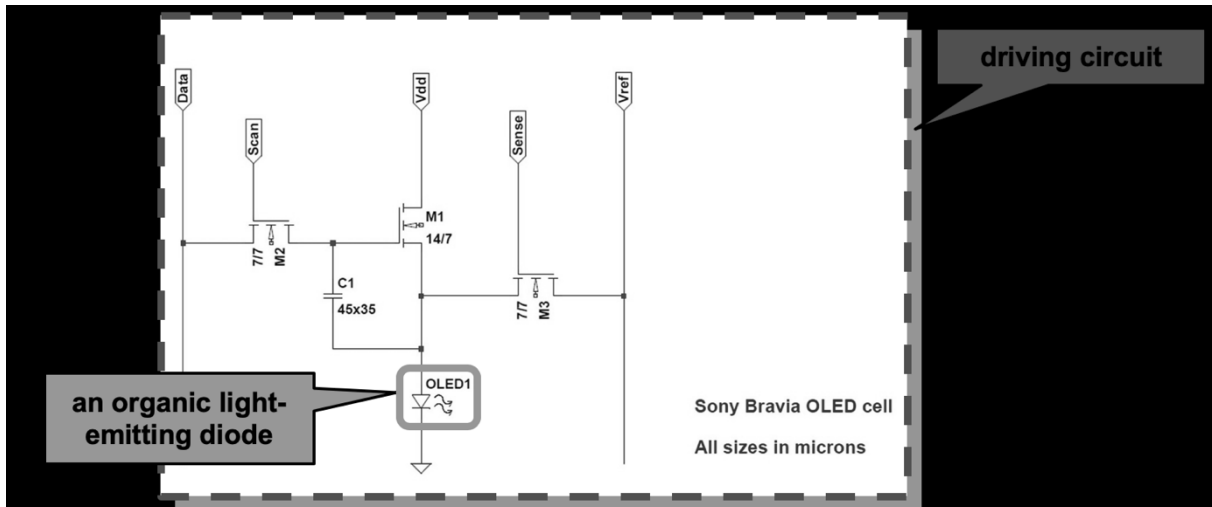 driving circuit
Data
Vdd
Vref
Scan
Sense
M1
14/7
7/7
M2
C1
45x35
7/7
M3
OLED1
an organic light-
emitting diode
Sony Bravia OLED cell
All sizes in microns